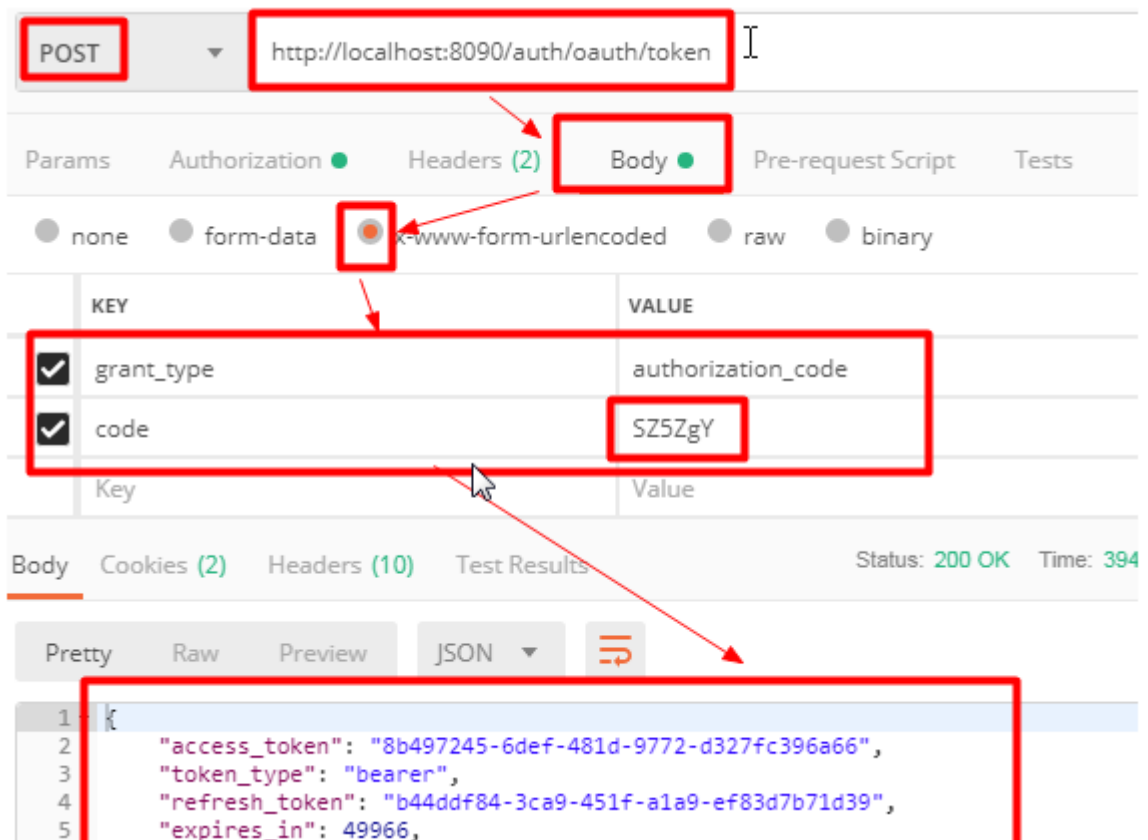 POST http://localhost:8090/auth/oauth/token
Params Authorization Headers (2) Body Pre-request Script Tests
none form-data x-www-form-urlencoded raw binary
KEY VALUE
grant_type authorization_code
code SZ5ZgY
Key Value
Body Cookies (2) Headers (10) Test Results Status: 200 OK Time: 394
Pretty Raw Preview JSON
1 {
2 "access_token": "8b497245-6def-481d-9772-d327fc396a66",
3 "token_type": "bearer",
4 "refresh_token": "b44ddf84-3ca9-451f-a1a9-ef83d7b71d39",
5 "expires_in": 49966,